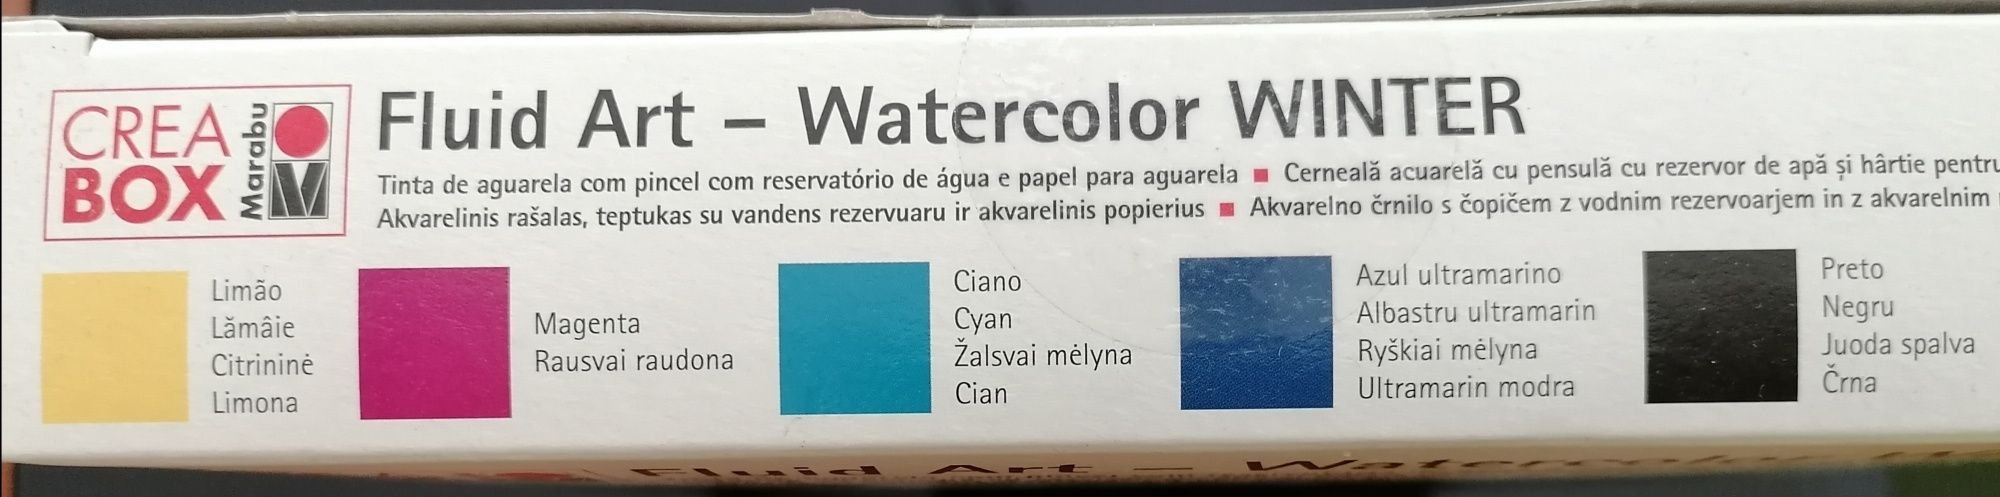 CREA
BOX
Marabu
Fluid Art – Watercolor WINTER
Tinta de aguarela com pincel com reservatório de água e papel para aguarela ■ Cerneală acuarelă cu pensulă cu rezervor de apă și hârtie pentru
Akvarelinis rašalas, teptukas su vandens rezervuaru ir akvarelinis popierius ■ Akvarelno črnilo s čopičem z vodnim rezervoarjem in z akvarelnim
Limão
Lămâie
Citrininė
Limona
Magenta
Rausvai raudona
Ciano
Cyan
Žalsvai mėlyna
Cian
Azul ultramarino
Albastru ultramarin
Ryškiai mėlyna
Ultramarin modra
Preto
Negru
Juoda spalva
Črna
Fluid Art – Watercolor